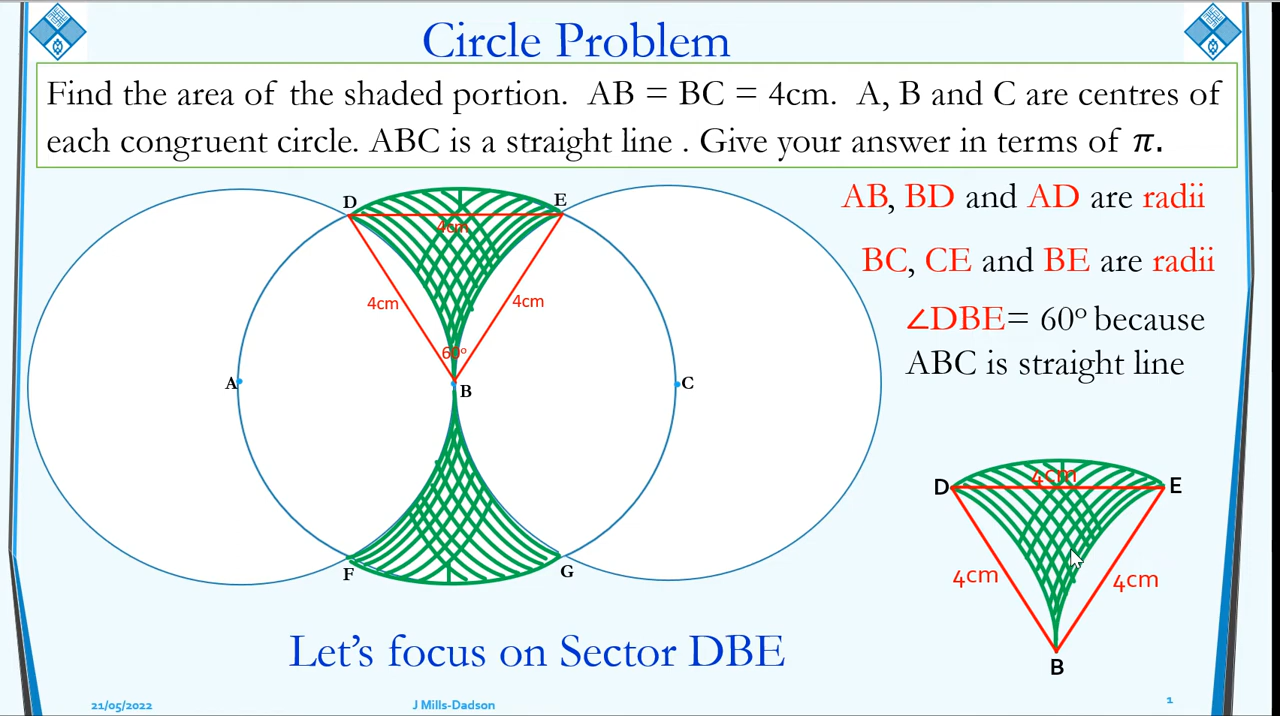 Circle Problem
Find the area of the shaded portion. AB = BC = 4cm. A, B and C are centres of
each congruent circle. ABC is a straight line . Give your answer in terms of π.
D
E
4cm
4cm
4cm
60°
A
B
C
F
G
AB, BD and AD are radii
BC, CE and BE are radii
∠DBE= 60° because
ABC is straight line
D
4cm
E
4cm
4cm
B
Let's focus on Sector DBE
21/05/2022
J Mills-Dadson
1